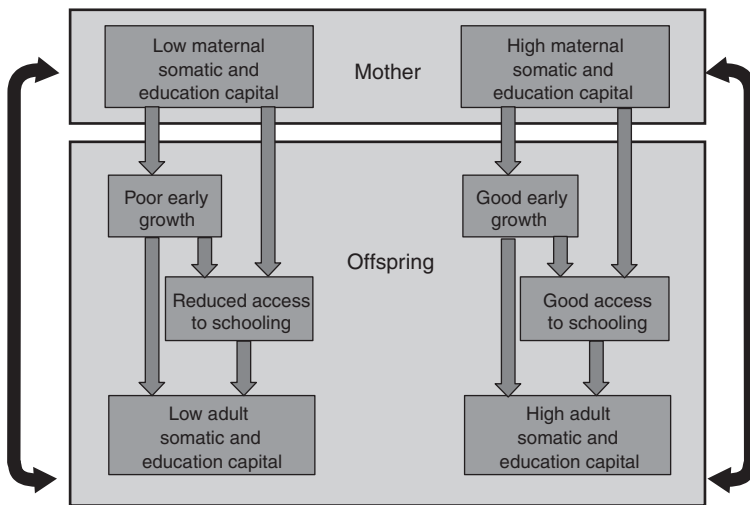 Low maternal
somatic and
education capital
Mother
High maternal
somatic and
education capital
Poor early
growth
Good early
growth
Offspring
Reduced access
to schooling
Good access
to schooling
Low adult
somatic and
education capital
High adult
somatic and
education capital